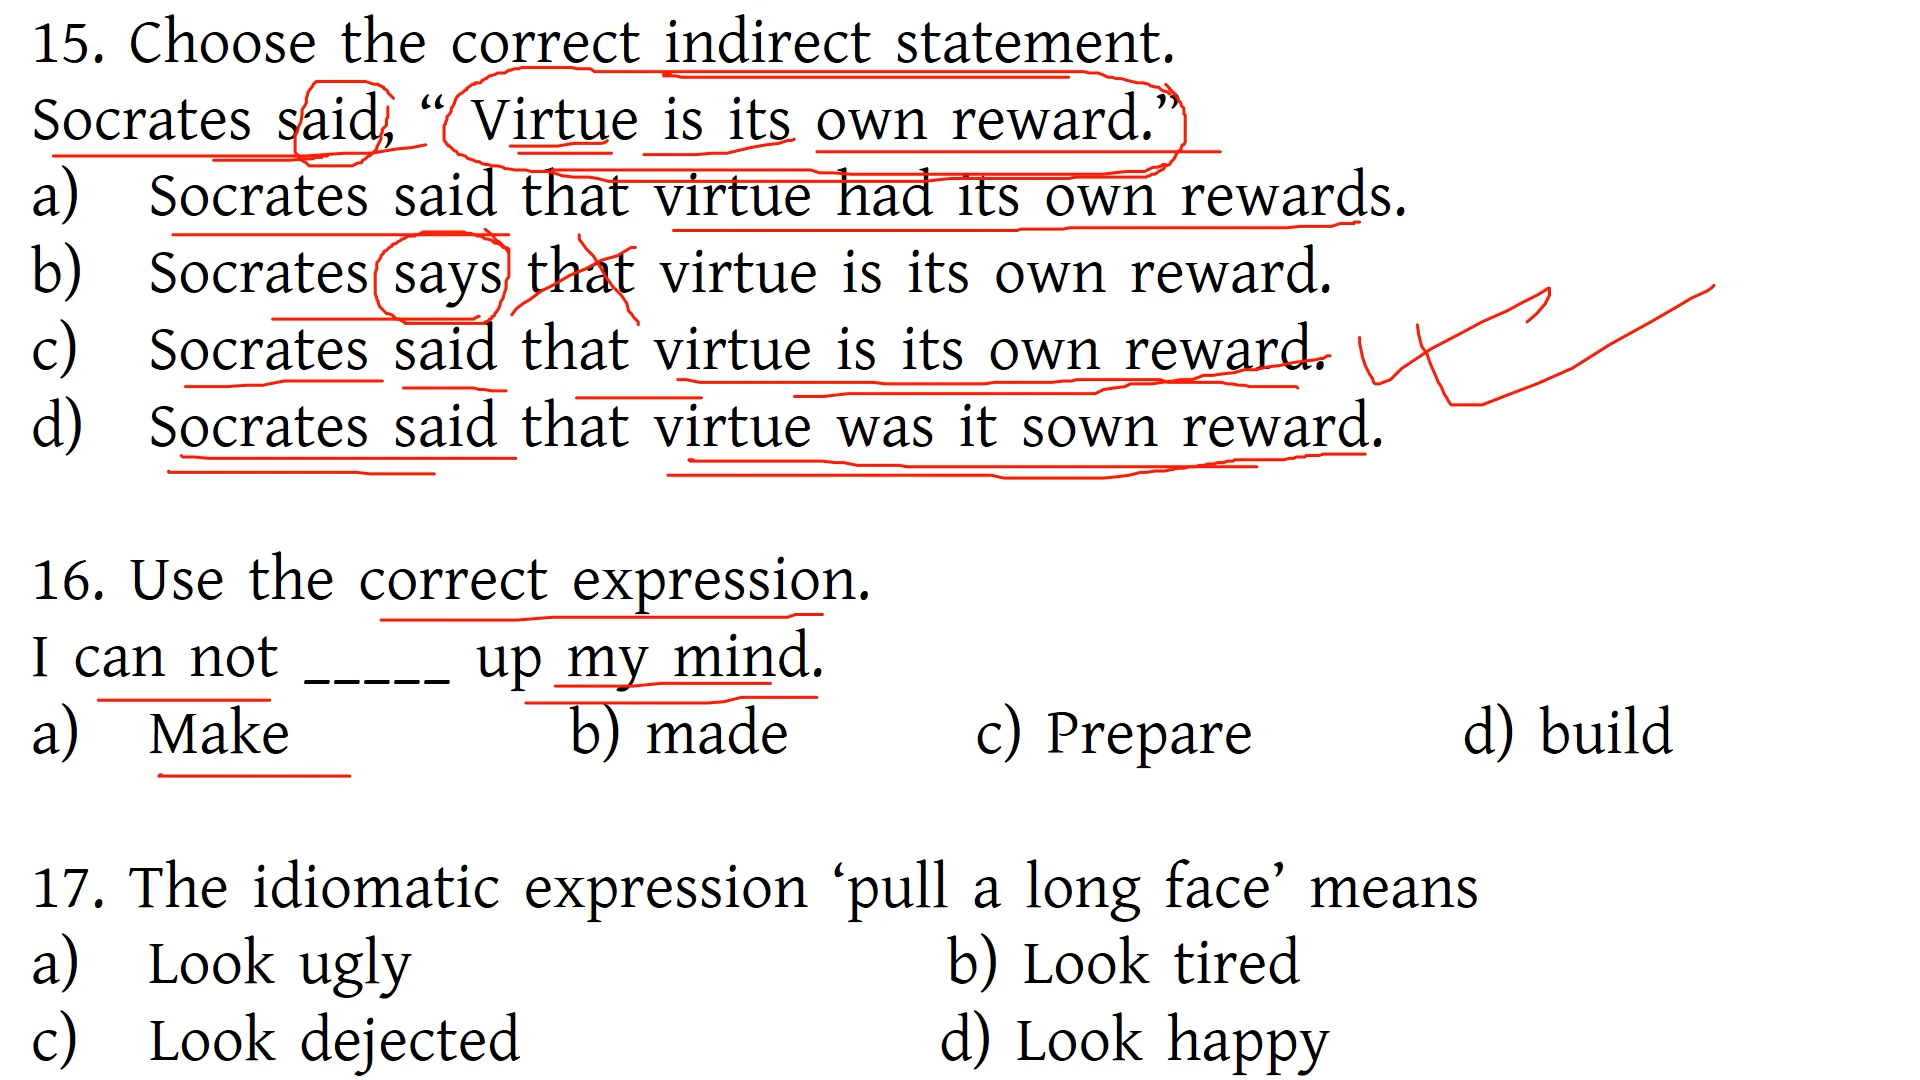 15. Choose the correct indirect statement.
Socrates said, “ Virtue is its own reward.”
a) Socrates said that virtue had its own rewards.
b) Socrates says that virtue is its own reward.
c) Socrates said that virtue is its own reward.
d) Socrates said that virtue was it sown reward.
16. Use the correct expression.
I can not _____ up my mind.
a) Make b) made c) Prepare d) build
17. The idiomatic expression ‘pull a long face’ means
a) Look ugly b) Look tired
c) Look dejected d) Look happy